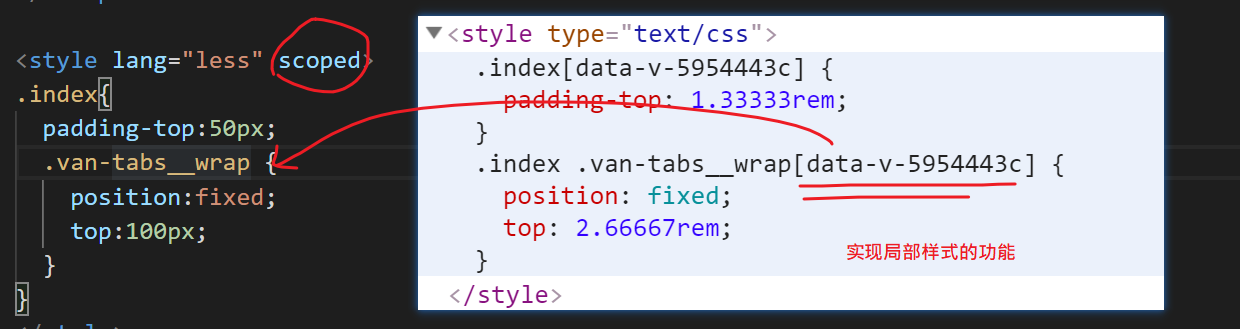 <style lang="less" scoped>
.index{
padding-top:50px;
.van-tabs__wrap {
position:fixed;
top:100px;
}
}
<style type="text/css">
.index[data-v-5954443c] {
padding-top: 1.33333rem;
}
.index .van-tabs__wrap[data-v-5954443c] {
position: fixed;
top: 2.66667rem;
}
</style>
实现局部样式的功能